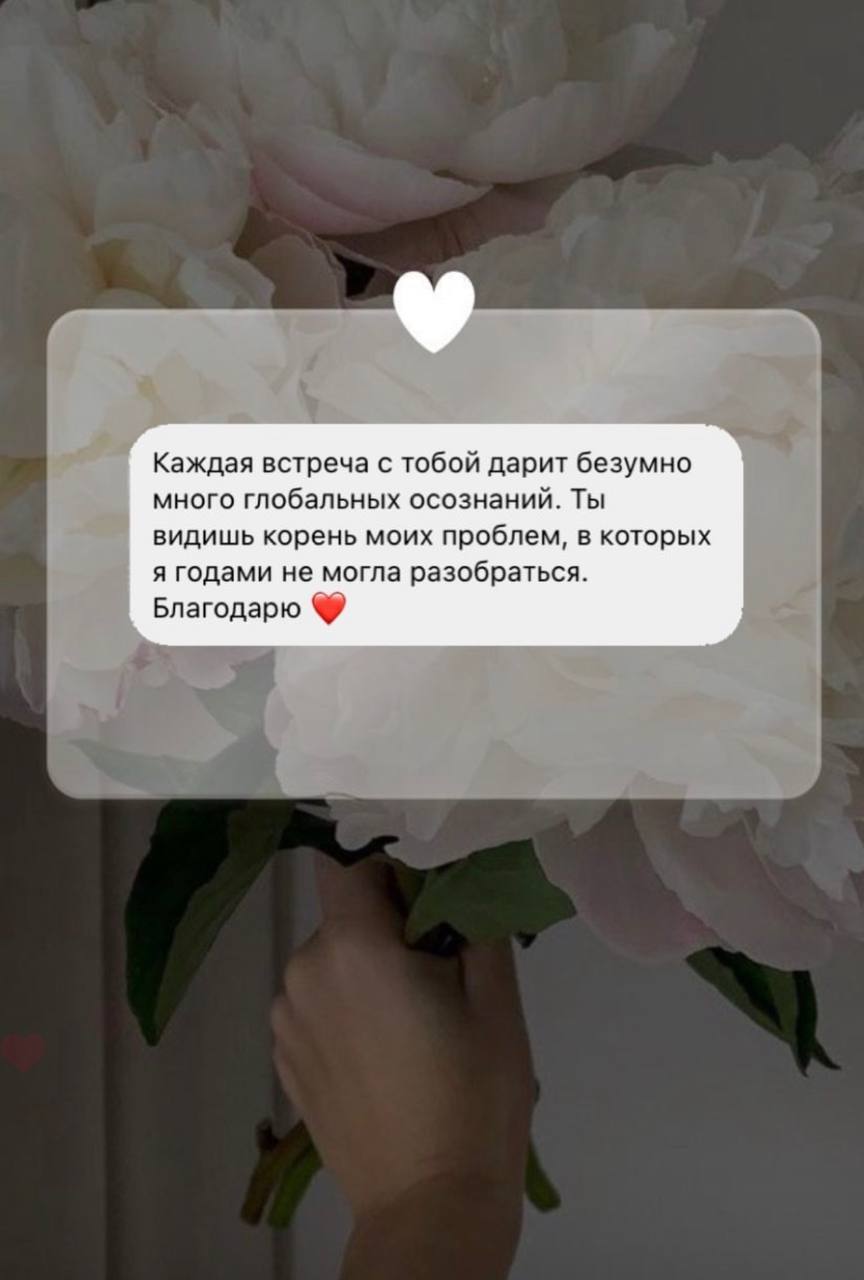 Каждая встреча с тобой дарит безумно
много глобальных осознаний. Ты
видишь корень моих проблем, в которых
я годами не могла разобраться.
Благодарю ❤️